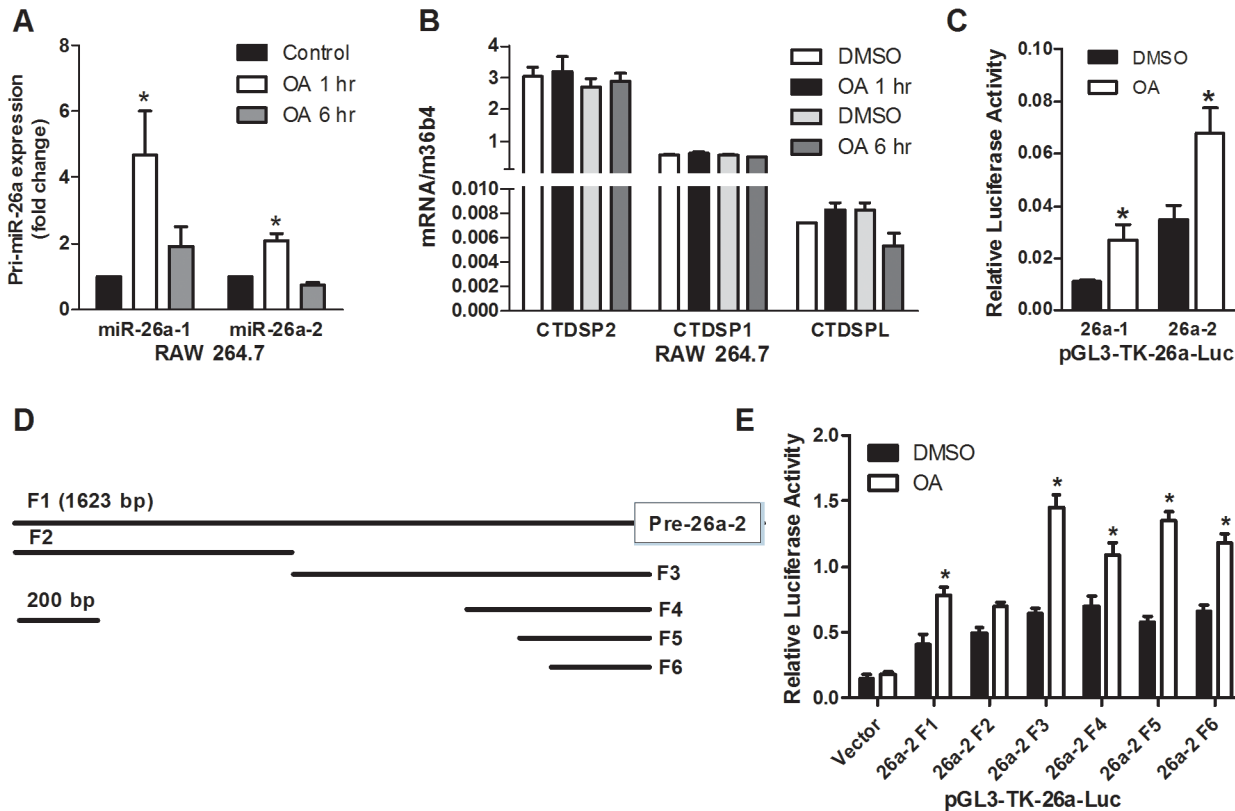 A
Pri-miR-26a expression
(fold change)
8
6
4
2
0
Control
OA 1 hr
OA 6 hr
*
*
miR-26a-1
miR-26a-2
RAW 264.7
B
mRNA/m36b4
4
3
2
1
0.010
0.008
0.006
0.004
0.002
0.000
DMSO
OA 1 hr
DMSO
OA 6 hr
CTDSP2
CTDSP1
CTDSPL
RAW 264.7
C
Relative Luciferase Activity
0.10
0.08
0.06
0.04
0.02
0.00
DMSO
OA
*
*
26a-1
26a-2
pGL3-TK-26a-Luc
D
F1 (1623 bp)
Pre-26a-2
F2
F3
200 bp
F4
F5
F6
E
Relative Luciferase Activity
2.0
1.5
1.0
0.5
0.0
DMSO
OA
*
*
*
*
*
Vector
26a-2 F1
26a-2 F2
26a-2 F3
26a-2 F4
26a-2 F5
26a-2 F6
pGL3-TK-26a-Luc